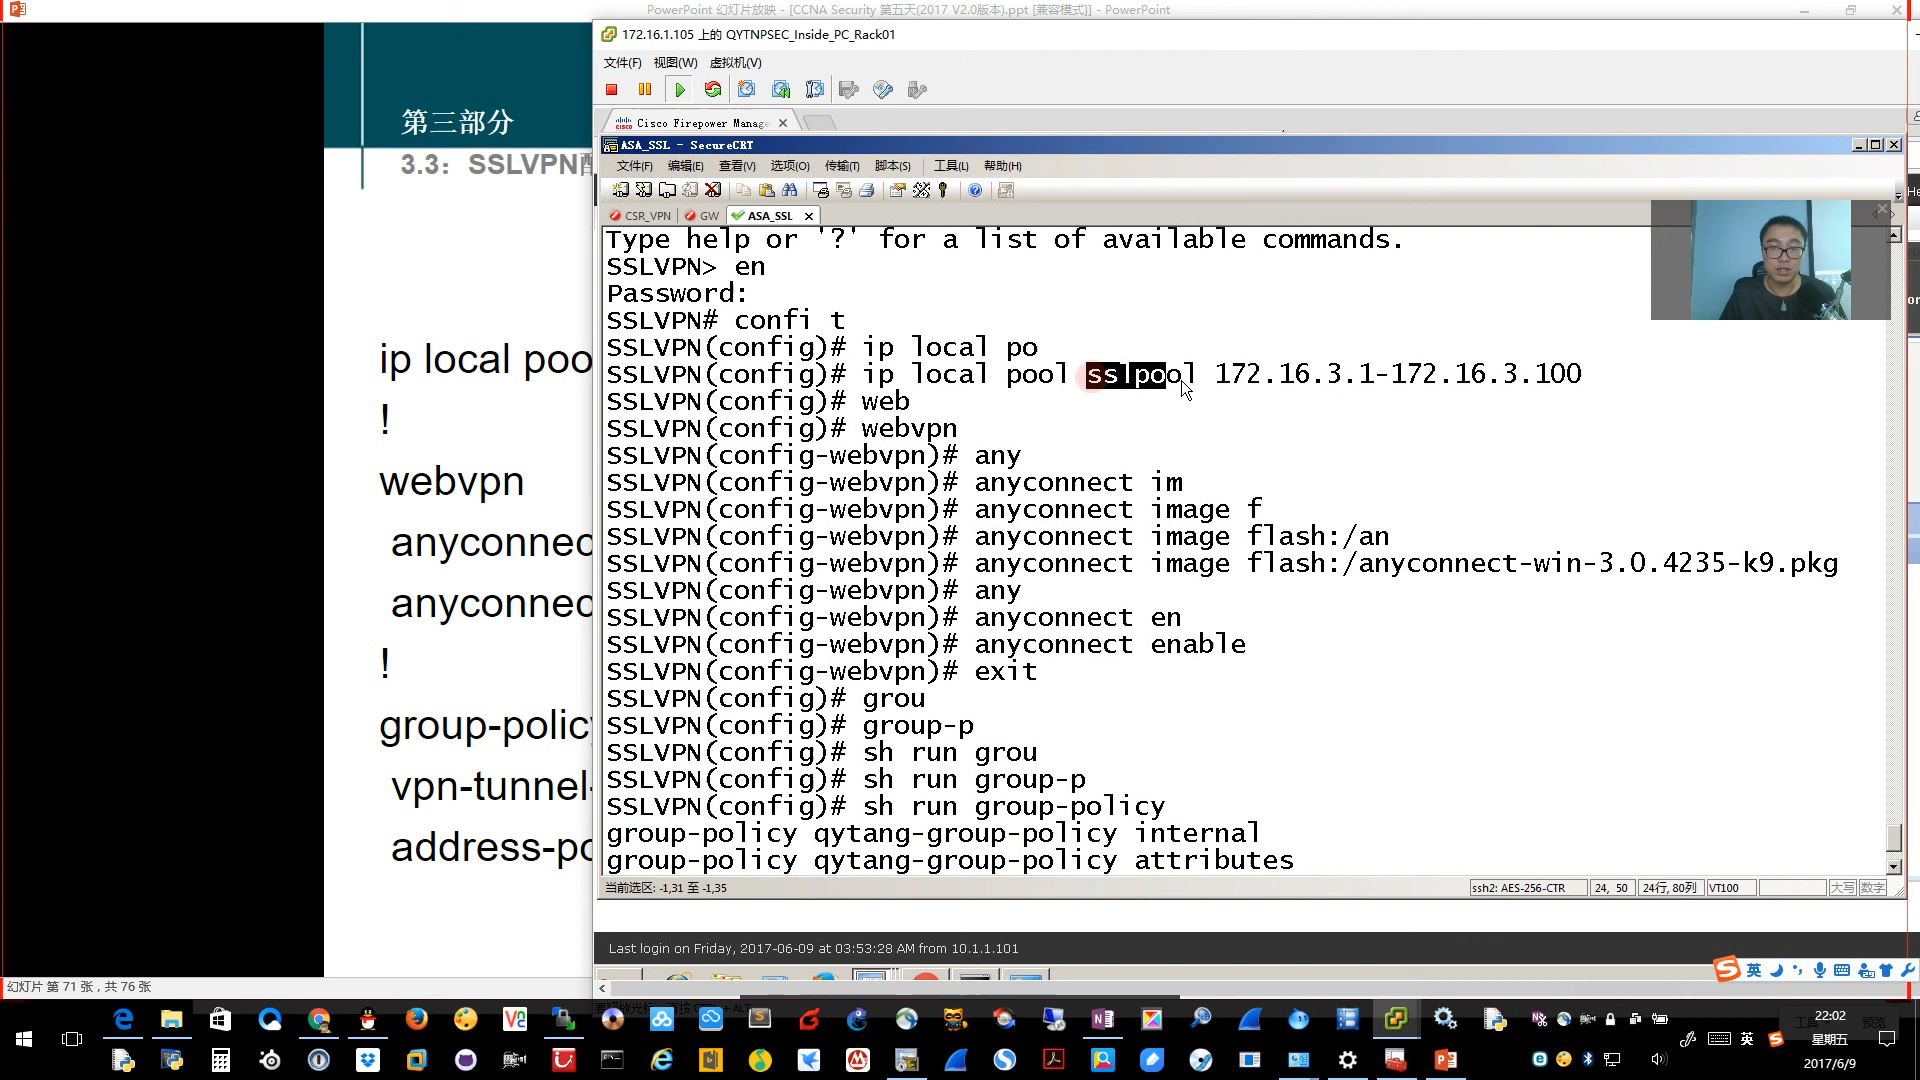 PowerPoint 幻灯片放映 - [CCNA Security 第五天(2017 V2.0版本).ppt [兼容模式]] - PowerPoint
172.16.1.105 上的 QYTNPSEC_Inside_PC_Rack01
文件(F) 视图(W) 虚拟机(V)
Cisco Firepower Manage
ASA_SSL - SecureCRT
文件(F) 编辑(E) 查看(V) 选项(O) 传输(T) 脚本(S) 工具(L) 帮助(H)
CSR_VPN GW ASA_SSL
第三部分
3.3：SSLVPN
ip local poo
!
webvpn
anyconnec
anyconnec
!
group-policy
vpn-tunnel-
address-po
Type help or '?' for a list of available commands.
SSLVPN> en
Password:
SSLVPN# confi t
SSLVPN(config)# ip local po
SSLVPN(config)# ip local pool sslpool 172.16.3.1-172.16.3.100
SSLVPN(config)# web
SSLVPN(config)# webvpn
SSLVPN(config-webvpn)# any
SSLVPN(config-webvpn)# anyconnect im
SSLVPN(config-webvpn)# anyconnect image f
SSLVPN(config-webvpn)# anyconnect image flash:/an
SSLVPN(config-webvpn)# anyconnect image flash:/anyconnect-win-3.0.4235-k9.pkg
SSLVPN(config-webvpn)# any
SSLVPN(config-webvpn)# anyconnect en
SSLVPN(config-webvpn)# anyconnect enable
SSLVPN(config-webvpn)# exit
SSLVPN(config)# grou
SSLVPN(config)# group-p
SSLVPN(config)# sh run grou
SSLVPN(config)# sh run group-p
SSLVPN(config)# sh run group-policy
group-policy qytang-group-policy internal
group-policy qytang-group-policy attributes
当前选区: -1,31 至 -1,35
ssh2: AES-256-CTR 24, 50 24行, 80列 VT100 大写 数字
Last login on Friday, 2017-06-09 at 03:53:28 AM from 10.1.1.101
英
幻灯片 第 71 张，共 76 张
22:02
英 星期五
2017/6/9